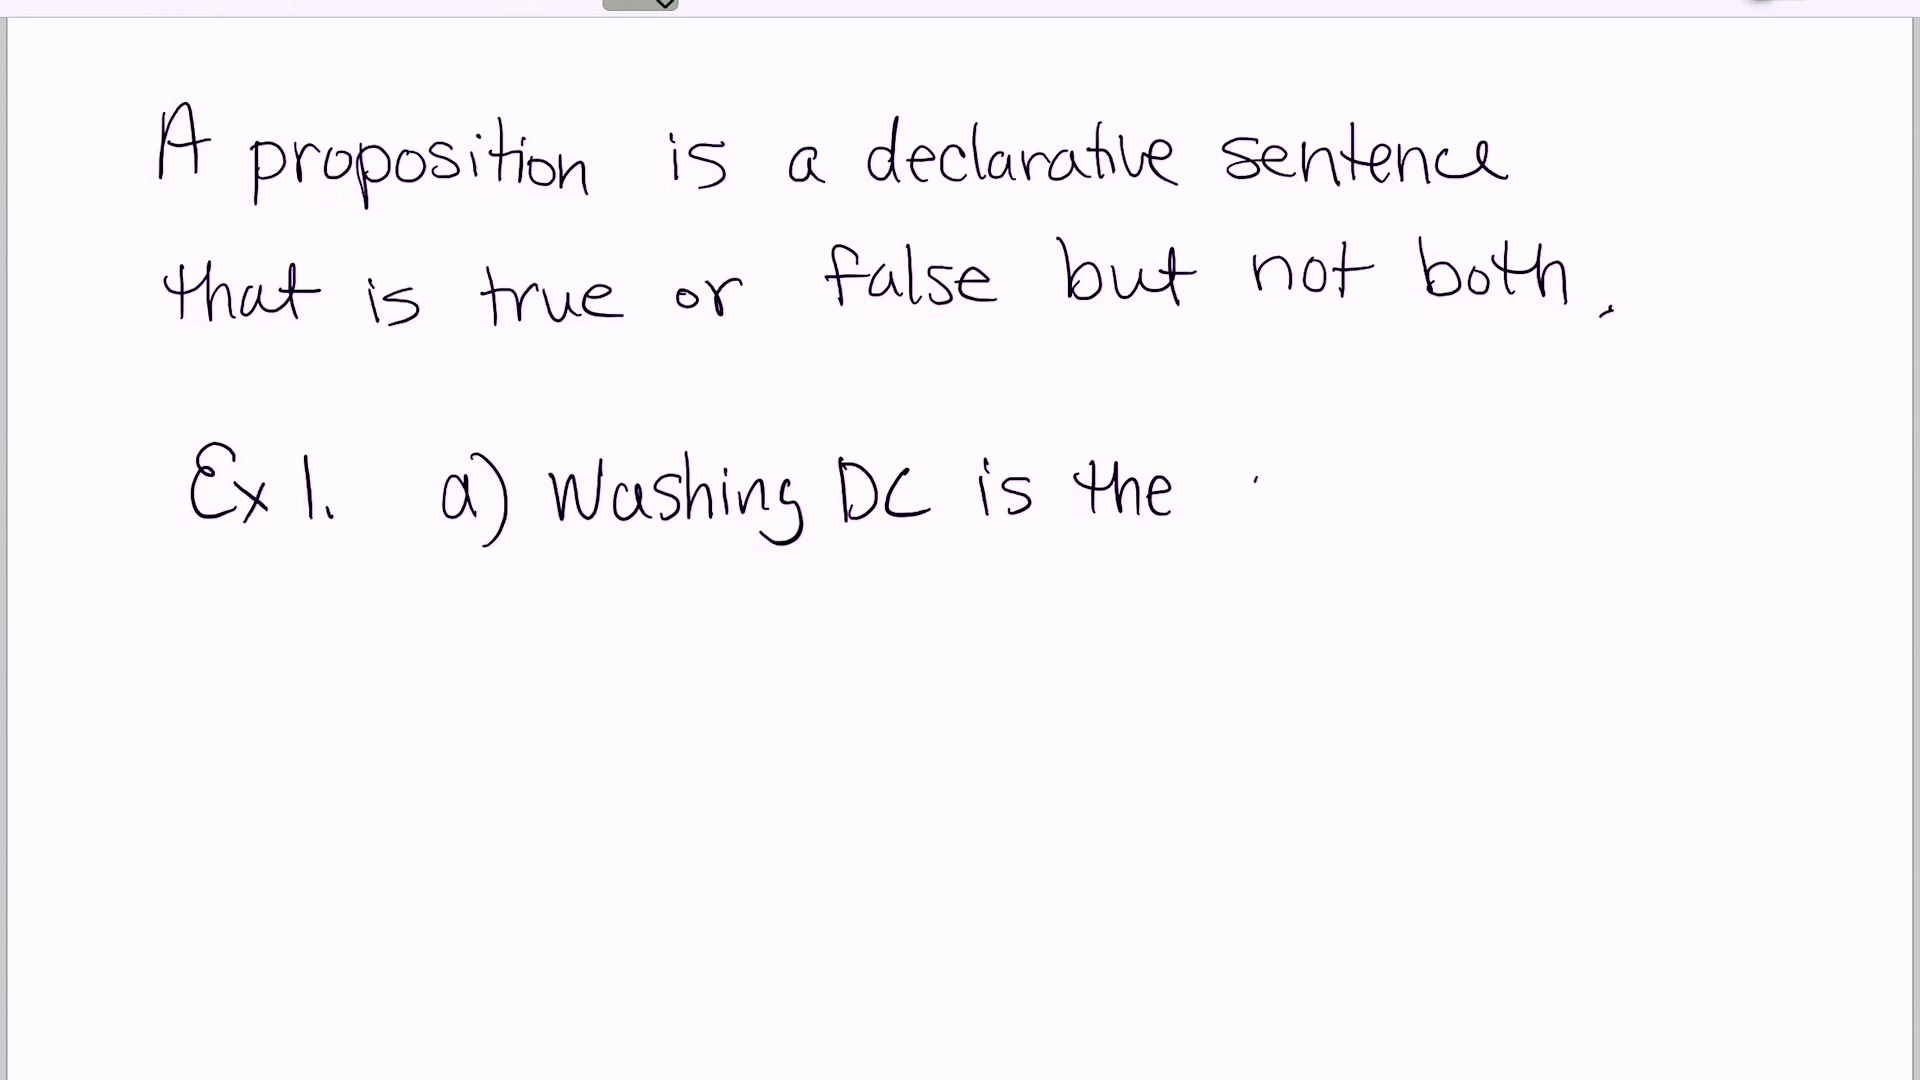 A proposition is a declarative sentence
that is true or false but not both.
Ex 1. a) Washing DC is the